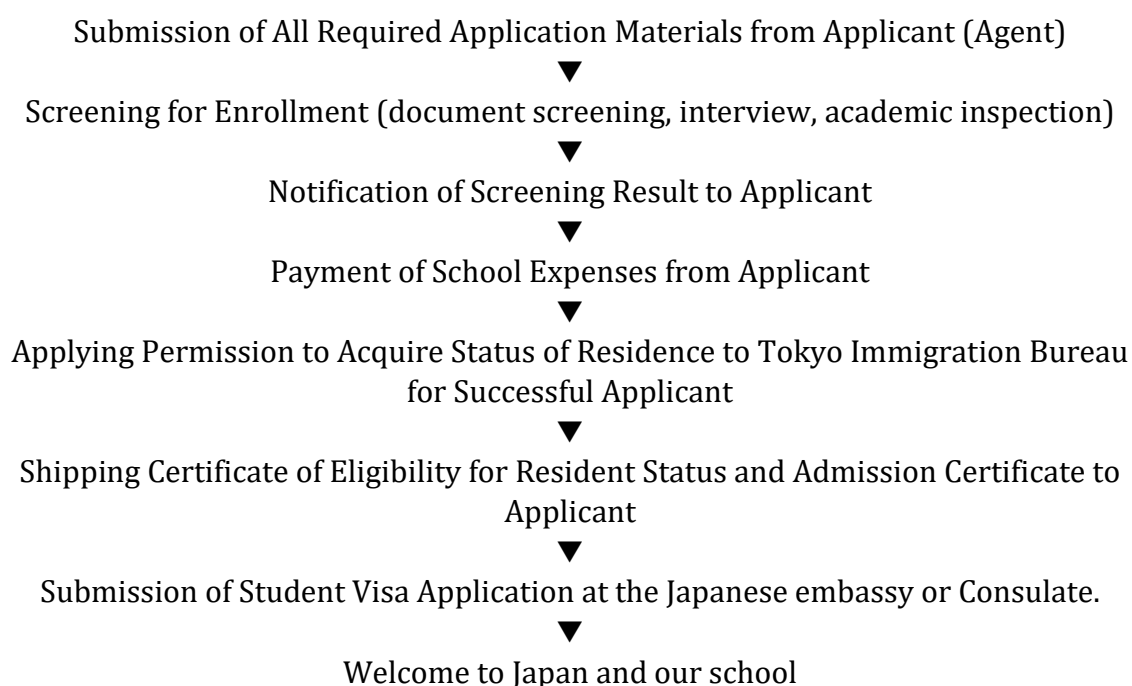 Submission of All Required Application Materials from Applicant (Agent)
▼
Screening for Enrollment (document screening, interview, academic inspection)
▼
Notification of Screening Result to Applicant
▼
Payment of School Expenses from Applicant
▼
Applying Permission to Acquire Status of Residence to Tokyo Immigration Bureau
for Successful Applicant
▼
Shipping Certificate of Eligibility for Resident Status and Admission Certificate to
Applicant
▼
Submission of Student Visa Application at the Japanese embassy or Consulate.
▼
Welcome to Japan and our school